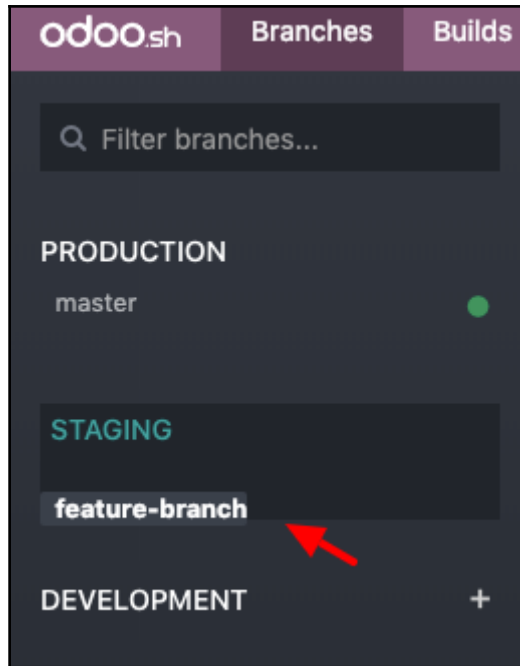 odoo.sh Branches Builds
Filter branches...
PRODUCTION
master
STAGING
feature-branch
DEVELOPMENT +